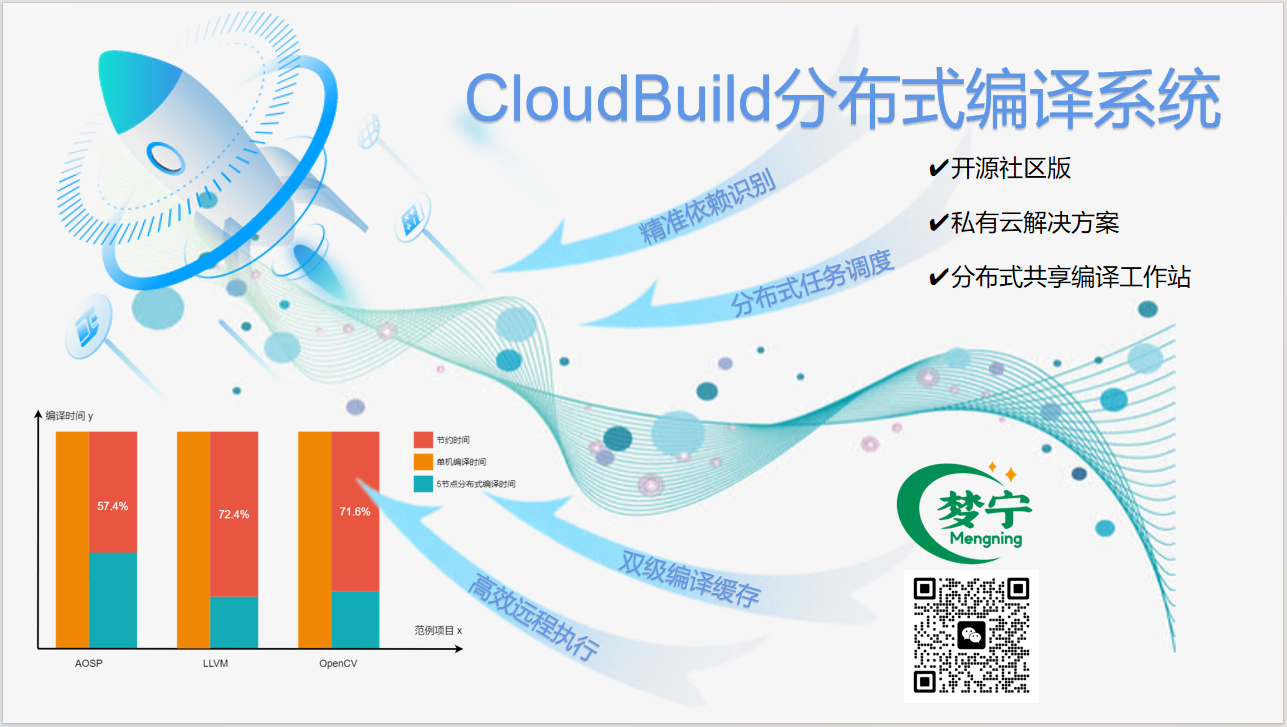 CloudBuild分布式编译系统
✔开源社区版
✔私有云解决方案
✔分布式共享编译工作站
精准依赖识别
分布式任务调度
编译时间 y
节约时间
单机编译时间
5节点分布式编译时间
57.4%
72.4%
71.6%
范例项目 x
AOSP
LLVM
OpenCV
双级编译缓存
高效远程执行
梦宁
Mengning